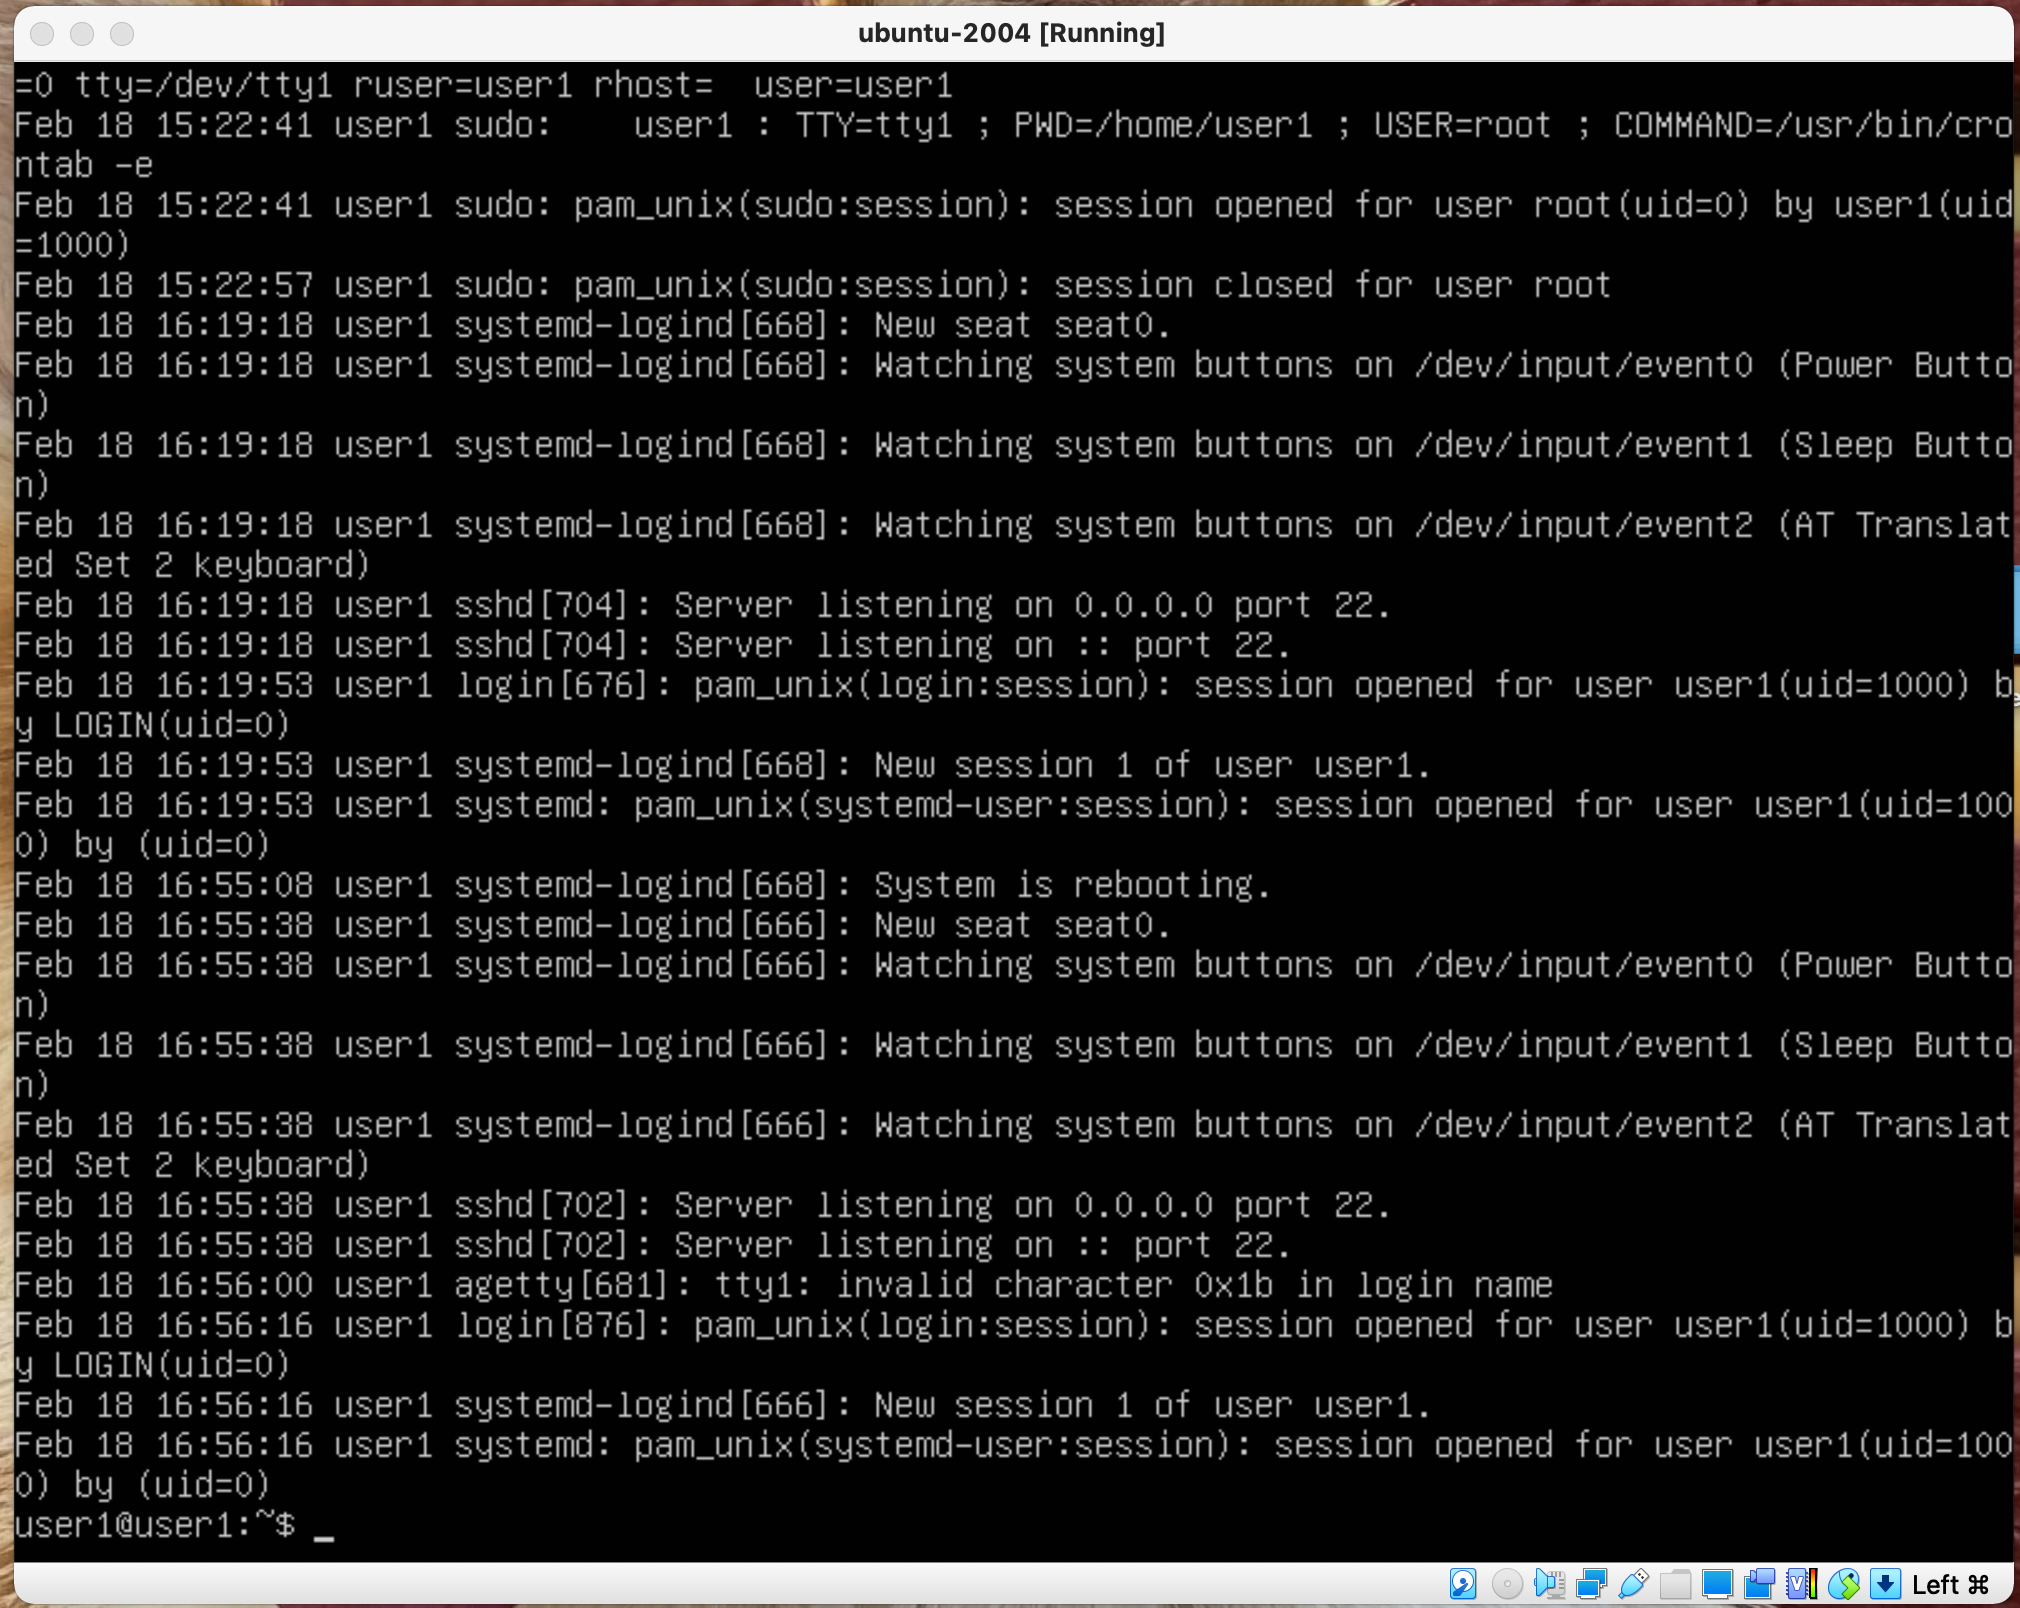 ubuntu-2004 [Running]
=0 tty=/dev/tty1 ruser=user1 rhost=  user=user1
Feb 18 15:22:41 user1 sudo:    user1 : TTY=tty1 ; PWD=/home/user1 ; USER=root ; COMMAND=/usr/bin/cro
ntab -e
Feb 18 15:22:41 user1 sudo: pam_unix(sudo:session): session opened for user root(uid=0) by user1(uid
=1000)
Feb 18 15:22:57 user1 sudo: pam_unix(sudo:session): session closed for user root
Feb 18 16:19:18 user1 systemd-logind[668]: New seat seat0.
Feb 18 16:19:18 user1 systemd-logind[668]: Watching system buttons on /dev/input/event0 (Power Butto
n)
Feb 18 16:19:18 user1 systemd-logind[668]: Watching system buttons on /dev/input/event1 (Sleep Butto
n)
Feb 18 16:19:18 user1 systemd-logind[668]: Watching system buttons on /dev/input/event2 (AT Translat
ed Set 2 keyboard)
Feb 18 16:19:18 user1 sshd[704]: Server listening on 0.0.0.0 port 22.
Feb 18 16:19:18 user1 sshd[704]: Server listening on :: port 22.
Feb 18 16:19:53 user1 login[676]: pam_unix(login:session): session opened for user user1(uid=1000) b
y LOGIN(uid=0)
Feb 18 16:19:53 user1 systemd-logind[668]: New session 1 of user user1.
Feb 18 16:19:53 user1 systemd: pam_unix(systemd-user:session): session opened for user user1(uid=100
0) by (uid=0)
Feb 18 16:55:08 user1 systemd-logind[668]: System is rebooting.
Feb 18 16:55:38 user1 systemd-logind[666]: New seat seat0.
Feb 18 16:55:38 user1 systemd-logind[666]: Watching system buttons on /dev/input/event0 (Power Butto
n)
Feb 18 16:55:38 user1 systemd-logind[666]: Watching system buttons on /dev/input/event1 (Sleep Butto
n)
Feb 18 16:55:38 user1 systemd-logind[666]: Watching system buttons on /dev/input/event2 (AT Translat
ed Set 2 keyboard)
Feb 18 16:55:38 user1 sshd[702]: Server listening on 0.0.0.0 port 22.
Feb 18 16:55:38 user1 sshd[702]: Server listening on :: port 22.
Feb 18 16:56:00 user1 agetty[681]: tty1: invalid character 0x1b in login name
Feb 18 16:56:16 user1 login[876]: pam_unix(login:session): session opened for user user1(uid=1000) b
y LOGIN(uid=0)
Feb 18 16:56:16 user1 systemd-logind[666]: New session 1 of user user1.
Feb 18 16:56:16 user1 systemd: pam_unix(systemd-user:session): session opened for user user1(uid=100
0) by (uid=0)
user1@user1:~$ _
Left ⌘